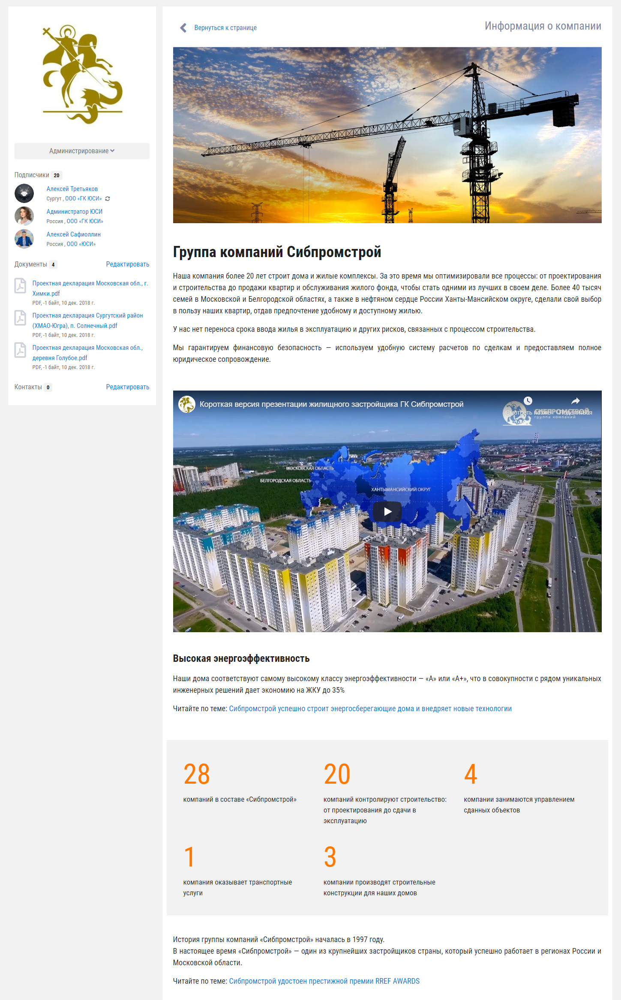 Администрирование
Подписчики 20
Алексей Третьяков
Сургут , ООО «ГК ЮСИ»
Администратор ЮСИ
Россия , ООО «ГК ЮСИ»
Алексей Сафиоллин
Россия , ООО «ЮСИ»
Документы 4 Редактировать
Проектная декларация Московская обл., г.
Химки.pdf
PDF, -1 байт, 10 дек. 2018 г.
Проектная декларация Сургутский район
(ХМАО-Югра), п. Солнечный.pdf
PDF, -1 байт, 10 дек. 2018 г.
Проектная декларация Московская обл.,
деревня Голубое.pdf
PDF, -1 байт, 10 дек. 2018 г.
Контакты 0 Редактировать
Вернуться к странице
Информация о компании
Группа компаний Сибпромстрой
Наша компания более 20 лет строит дома и жилые комплексы. За это время мы оптимизировали все процессы: от проектирования
и строительства до продажи квартир и обслуживания жилого фонда, чтобы стать одними из лучших в своем деле. Более 40 тысяч
семей в Московской и Белгородской областях, а также в нефтяном сердце России Ханты-Мансийском округе, сделали свой выбор
в пользу наших квартир, отдав предпочтение удобному и доступному жилью.
У нас нет переноса срока ввода жилья в эксплуатацию и других рисков, связанных с процессом строительства.
Мы гарантируем финансовую безопасность — используем удобную систему расчетов по сделкам и предоставляем полное
юридическое сопровождение.
Короткая версия презентации жилищного застройщика ГК Сибпромстрой
Смотреть позже
Поделиться
СИБПРОМСТРОЙ
группа компаний
МОСКОВСКАЯ ОБЛАСТЬ
БЕЛГОРОДСКАЯ ОБЛАСТЬ
ХАНТЫМАНСИЙСКИЙ ОКРУГ
Высокая энергоэффективность
Наши дома соответствуют самому высокому классу энергоэффективности — «А» или «А+», что в совокупности с рядом уникальных
инженерных решений дает экономию на ЖКУ до 35%
Читайте по теме: Сибпромстрой успешно строит энергосберегающие дома и внедряет новые технологии
28
компаний в составе «Сибпромстрой»
20
компаний контролируют строительство:
от проектирования до сдачи в
эксплуатацию
4
компании занимаются управлением
сданных объектов
1
компания оказывает транспортные
услуги
3
компании производят строительные
конструкции для наших домов
История группы компаний «Сибпромстрой» началась в 1997 году.
В настоящее время «Сибпромстрой» — один из крупнейших застройщиков страны, который успешно работает в регионах России и
Московской области.
Читайте по теме: Сибпромстрой удостоен престижной премии RREF AWARDS